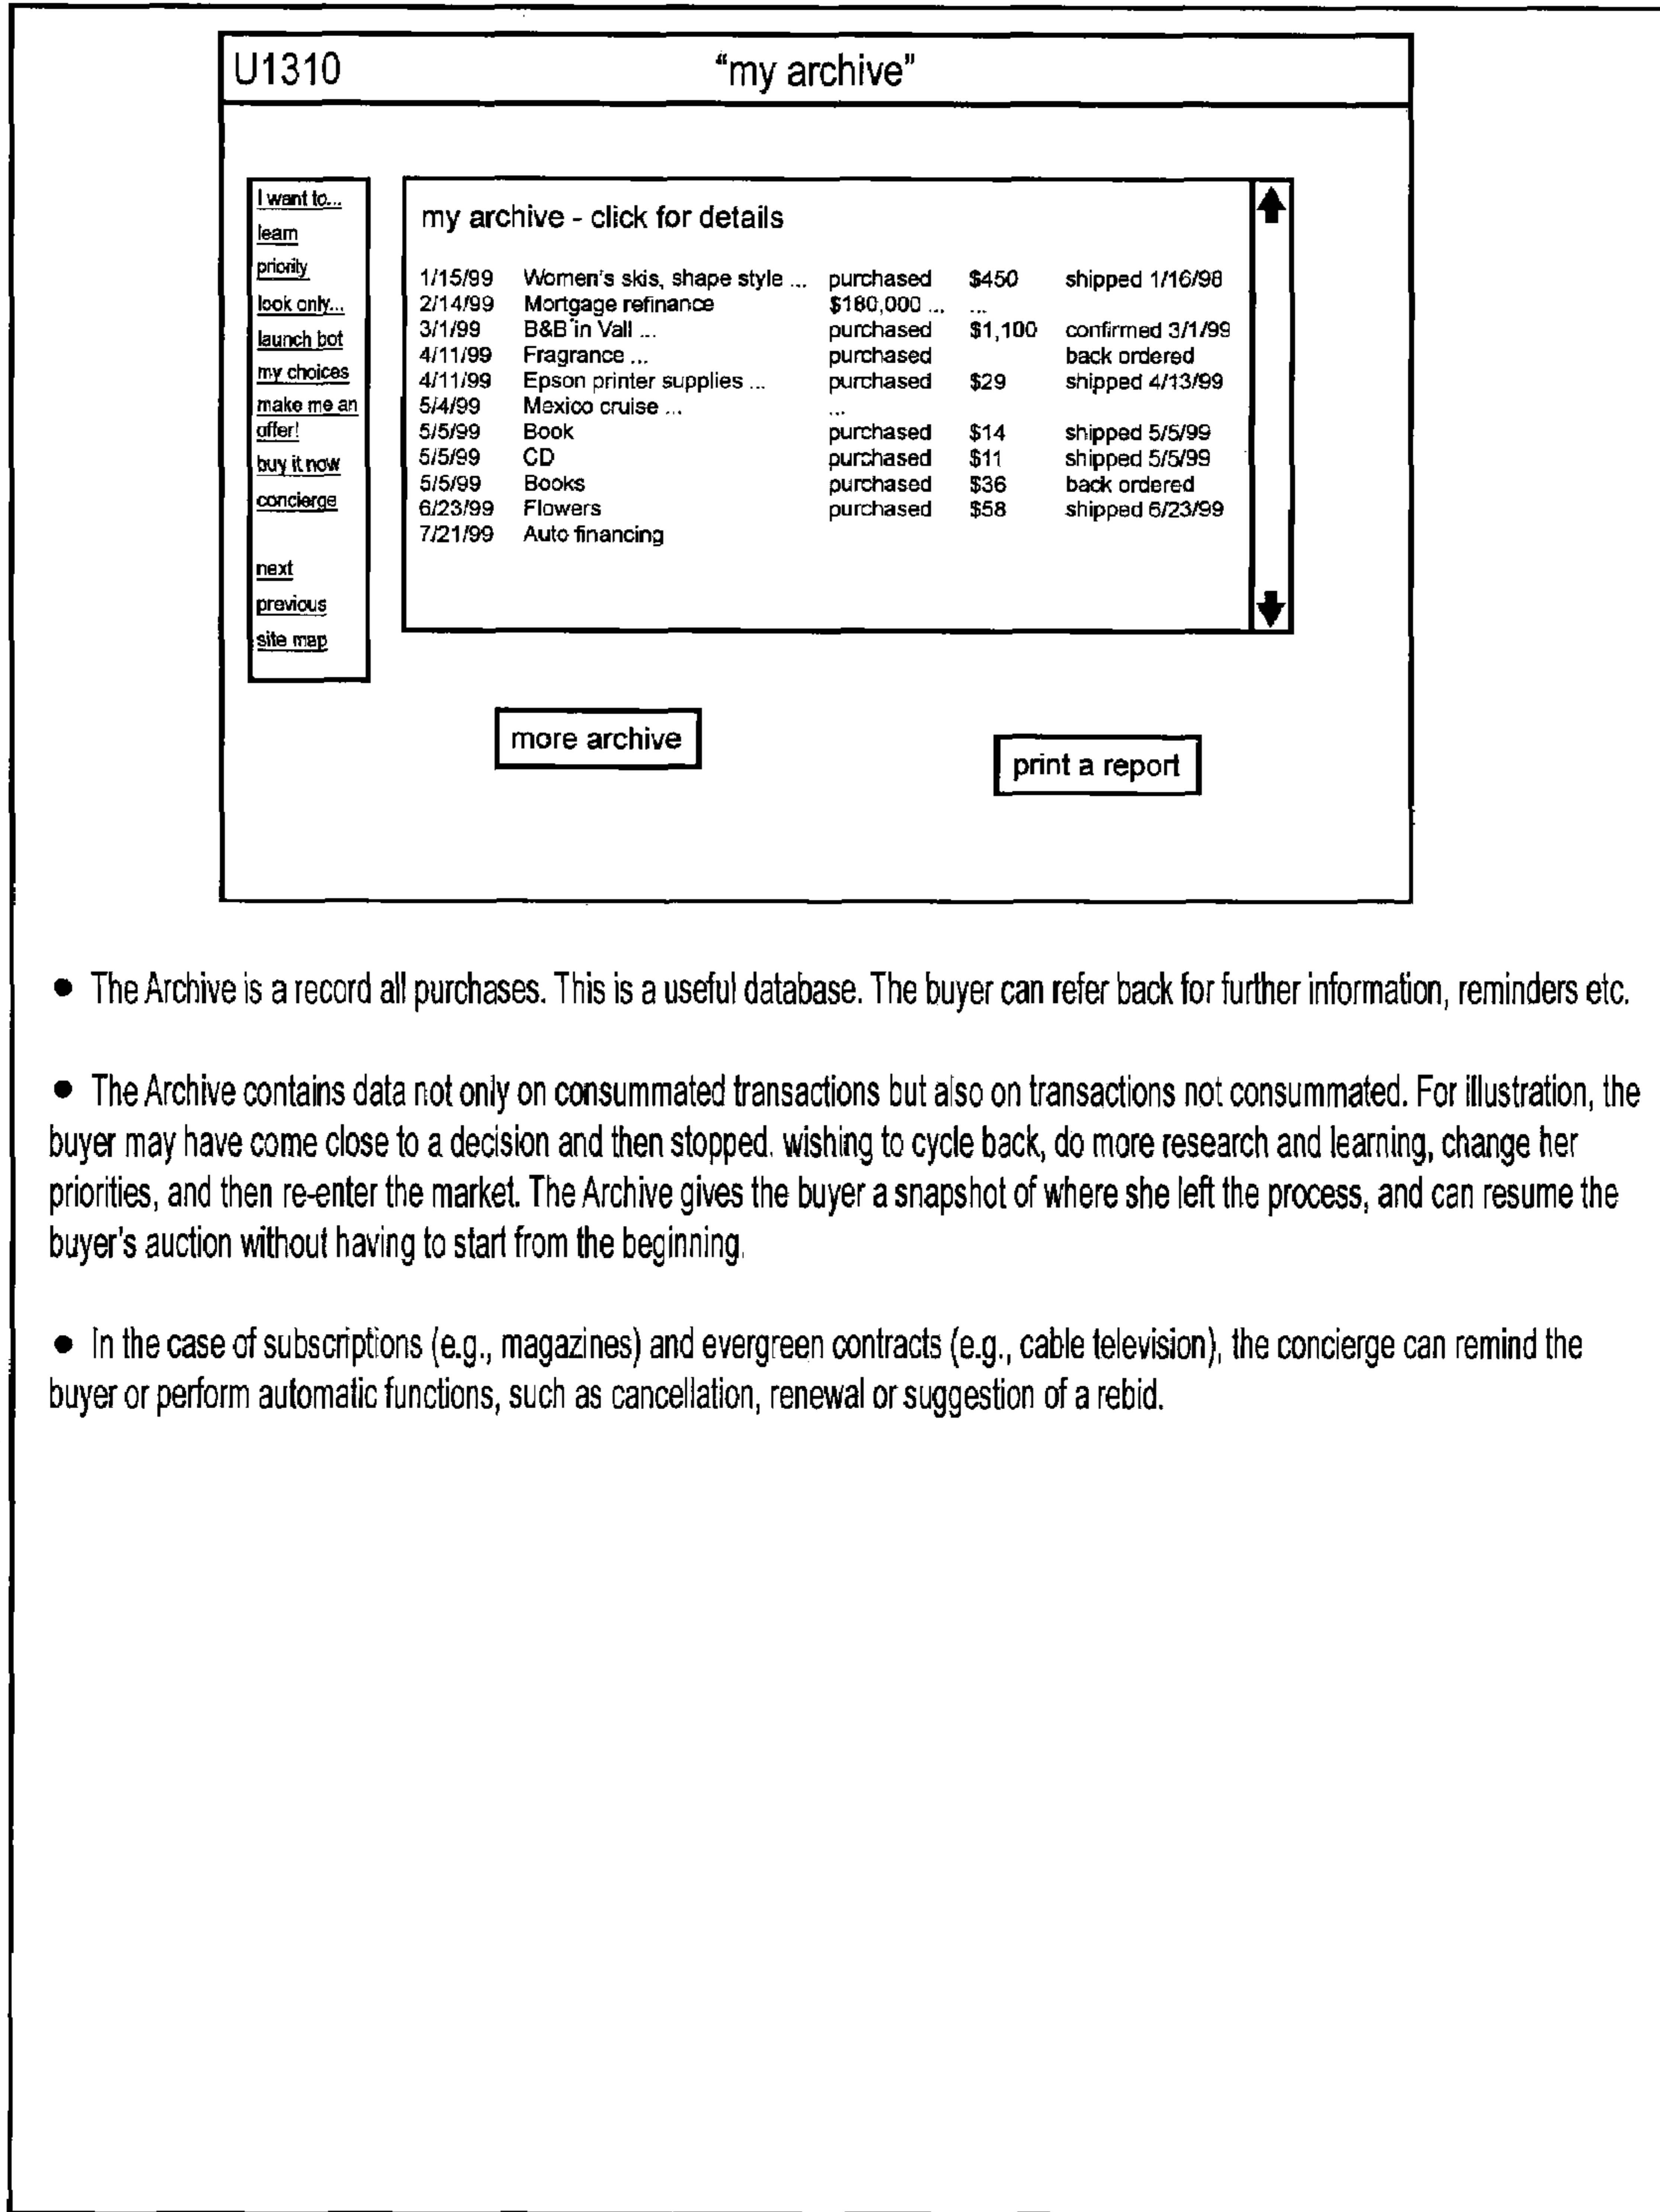 U1310 "my archive"
I want to...
learn
priority
look only...
launch bot
my choices
make me an
offer!
buy it now
concierge
next
previous
site map
my archive - click for details
1/15/99 Women's skis, shape style ... purchased $450 shipped 1/16/98
2/14/99 Mortgage refinance $180,000 ... ...
3/1/99 B&B in Vall ... purchased $1,100 confirmed 3/1/99
4/11/99 Fragrance ... purchased back ordered
4/11/99 Epson printer supplies ... purchased $29 shipped 4/13/99
5/4/99 Mexico cruise ... ...
5/5/99 Book purchased $14 shipped 5/5/99
5/5/99 CD purchased $11 shipped 5/5/99
5/5/99 Books purchased $36 back ordered
6/23/99 Flowers purchased $58 shipped 6/23/99
7/21/99 Auto financing
more archive
print a report
● The Archive is a record all purchases. This is a useful database. The buyer can refer back for further information, reminders etc.
● The Archive contains data not only on consummated transactions but also on transactions not consummated. For illustration, the
buyer may have come close to a decision and then stopped, wishing to cycle back, do more research and learning, change her
priorities, and then re-enter the market. The Archive gives the buyer a snapshot of where she left the process, and can resume the
buyer's auction without having to start from the beginning.
● In the case of subscriptions (e.g., magazines) and evergreen contracts (e.g., cable television), the concierge can remind the
buyer or perform automatic functions, such as cancellation, renewal or suggestion of a rebid.